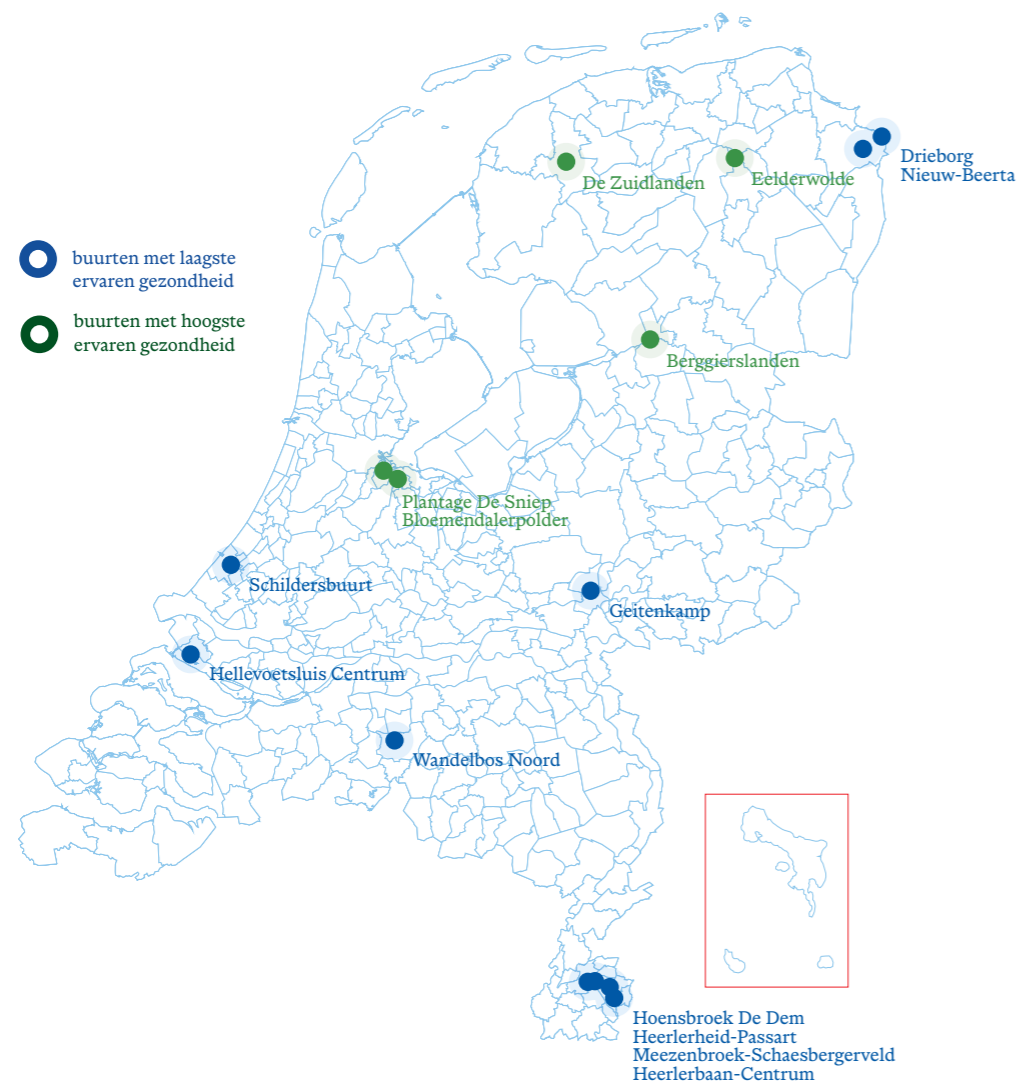 Drieborg
Nieuw-Beerta
De Zuidlanden
Eelderwolde
buurten met laagste
ervaren gezondheid
buurten met hoogste
ervaren gezondheid
Berggierslanden
Plantage De Sniep
Bloemendalerpolder
Schildersbuurt
Geitenkamp
Hellevoetsluis Centrum
Wandelbos Noord
Hoensbroek De Dem
Heerlerheid-Passart
Meezenbroek-Schaesbergerveld
Heerlerbaan-Centrum